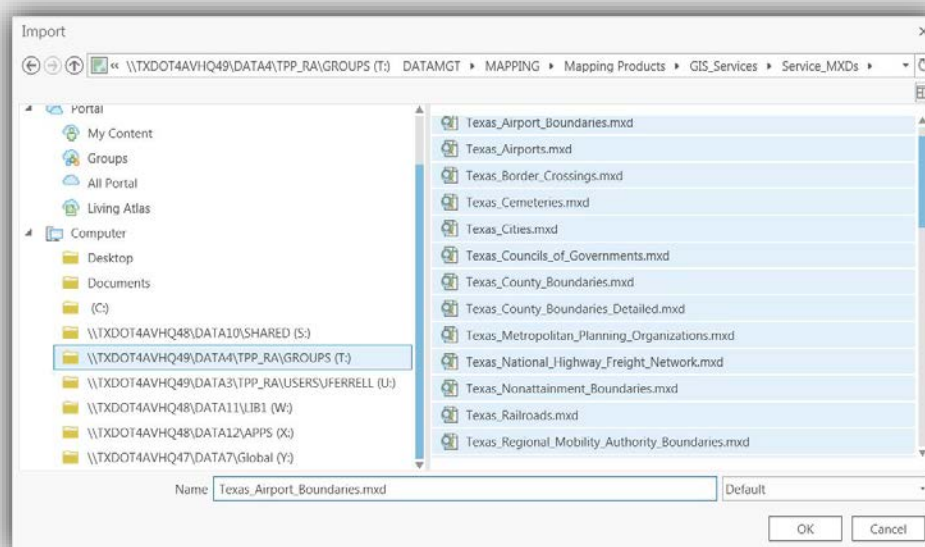 Import
« \\TXDOT4AVHQ49\DATA4\TPP_RA\GROUPS (T:) DATAMGT ▸ MAPPING ▸ Mapping Products ▸ GIS_Services ▸ Service_MXDs ▸
Portal
My Content
Groups
All Portal
Living Atlas
Computer
Desktop
Documents
(C:)
\\TXDOT4AVHQ48\DATA10\SHARED (S:)
\\TXDOT4AVHQ49\DATA4\TPP_RA\GROUPS (T:)
\\TXDOT4AVHQ49\DATA3\TPP_RA\USERS\JFERRELL (U:)
\\TXDOT4AVHQ48\DATA11\LIB1 (W:)
\\TXDOT4AVHQ48\DATA12\APPS (X:)
\\TXDOT4AVHQ47\DATA7\Global (Y:)
Texas_Airport_Boundaries.mxd
Texas_Airports.mxd
Texas_Border_Crossings.mxd
Texas_Cemeteries.mxd
Texas_Cities.mxd
Texas_Councils_of_Governments.mxd
Texas_County_Boundaries.mxd
Texas_County_Boundaries_Detailed.mxd
Texas_Metropolitan_Planning_Organizations.mxd
Texas_National_Highway_Freight_Network.mxd
Texas_Nonattainment_Boundaries.mxd
Texas_Railroads.mxd
Texas_Regional_Mobility_Authority_Boundaries.mxd
Name Texas_Airport_Boundaries.mxd Default
OK Cancel